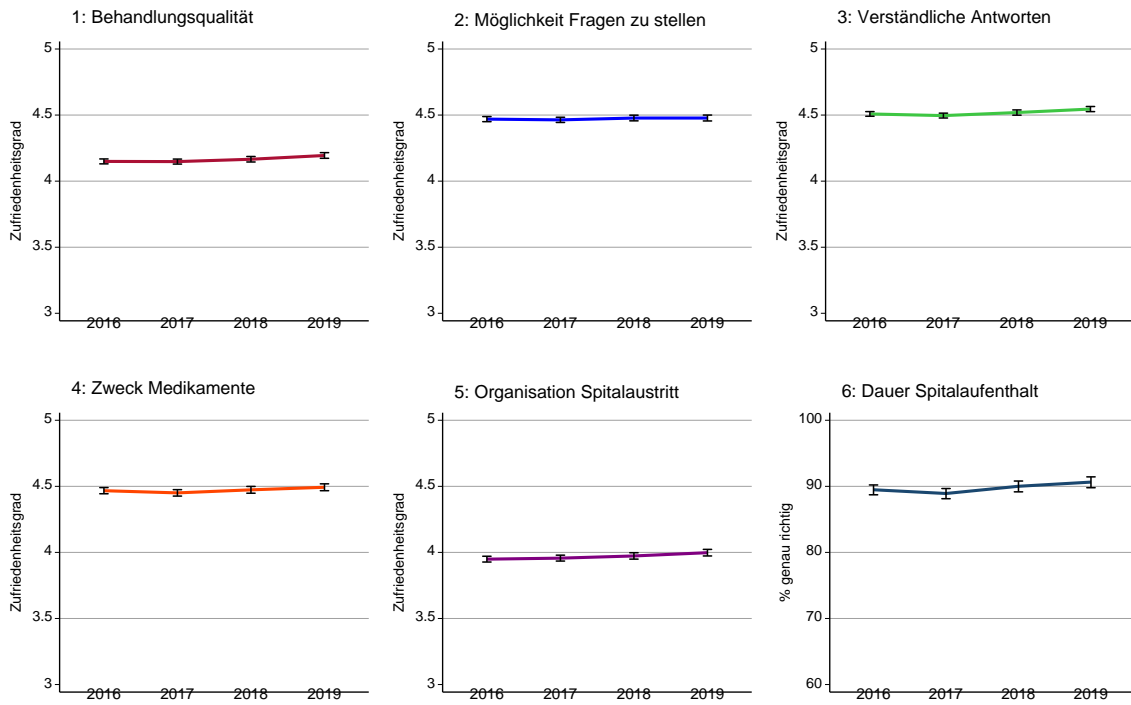 1: Behandlungsqualität
5
4.5
4
3.5
3
Zufriedenheitsgrad
2016 2017 2018 2019
2: Möglichkeit Fragen zu stellen
5
4.5
4
3.5
3
Zufriedenheitsgrad
2016 2017 2018 2019
3: Verständliche Antworten
5
4.5
4
3.5
3
Zufriedenheitsgrad
2016 2017 2018 2019
4: Zweck Medikamente
5
4.5
4
3.5
3
Zufriedenheitsgrad
2016 2017 2018 2019
5: Organisation Spitalaustritt
5
4.5
4
3.5
3
Zufriedenheitsgrad
2016 2017 2018 2019
6: Dauer Spitalaufenthalt
100
90
80
70
60
% genau richtig
2016 2017 2018 2019